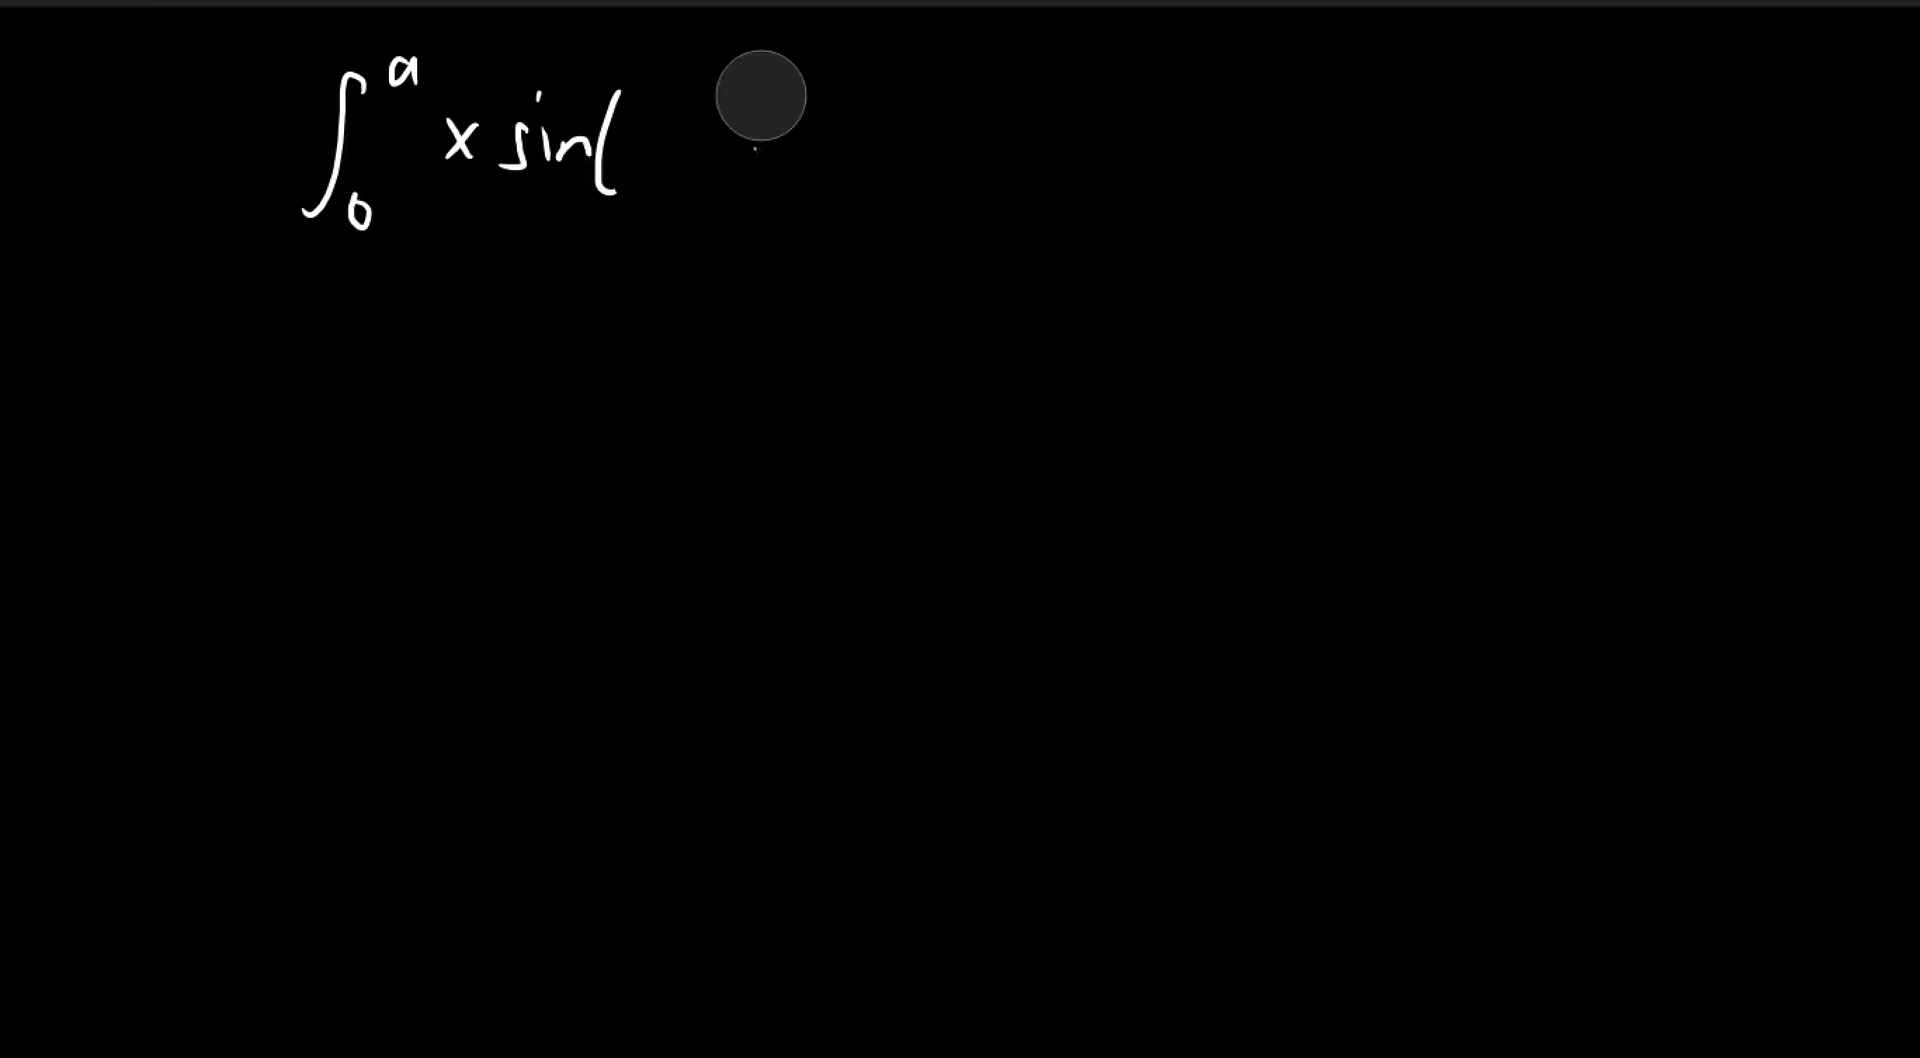 ∫₀ᵃ x sin(